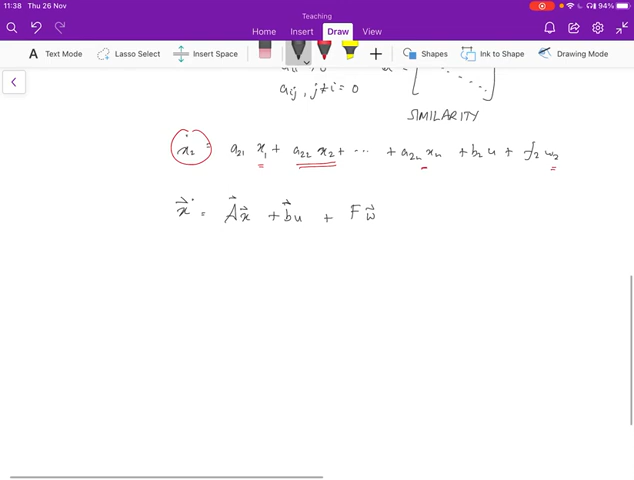 11:38 Thu 26 Nov 94%
Teaching
Home Insert Draw View
A Text Mode Lasso Select Insert Space Shapes Ink to Shape Drawing Mode
aij, j≠i = 0
SIMILARITY
ẋ₂ = a₂₁ x₁ + a₂₂ x₂ + ... + a₂ₙ xₙ + b₂ u + f₂ w₂
x⃗̇ = A⃗x⃗ + b⃗u + Fw⃗